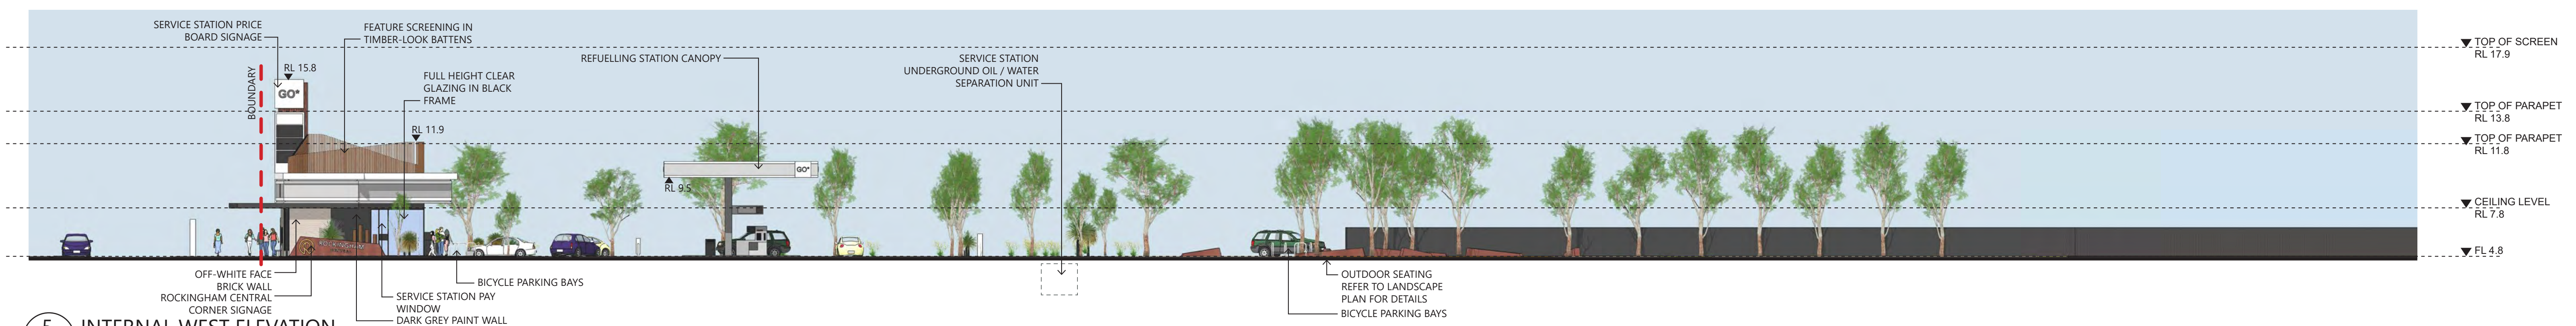 SERVICE STATION PRICE
BOARD SIGNAGE
FEATURE SCREENING IN
TIMBER-LOOK BATTENS
BOUNDARY
RL 15.8
GO*
FULL HEIGHT CLEAR
GLAZING IN BLACK
FRAME
RL 11.9
REFUELLING STATION CANOPY
GO*
RL 9.5
SERVICE STATION
UNDERGROUND OIL / WATER
SEPARATION UNIT
TOP OF SCREEN
RL 17.9
TOP OF PARAPET
RL 13.8
TOP OF PARAPET
RL 11.8
CEILING LEVEL
RL 7.8
FL 4.8
ROCKINGHAM
OFF-WHITE FACE
BRICK WALL
ROCKINGHAM CENTRAL
CORNER SIGNAGE
BICYCLE PARKING BAYS
SERVICE STATION PAY
WINDOW
DARK GREY PAINT WALL
OUTDOOR SEATING
REFER TO LANDSCAPE
PLAN FOR DETAILS
BICYCLE PARKING BAYS
5
INTERNAL WEST ELEVATION